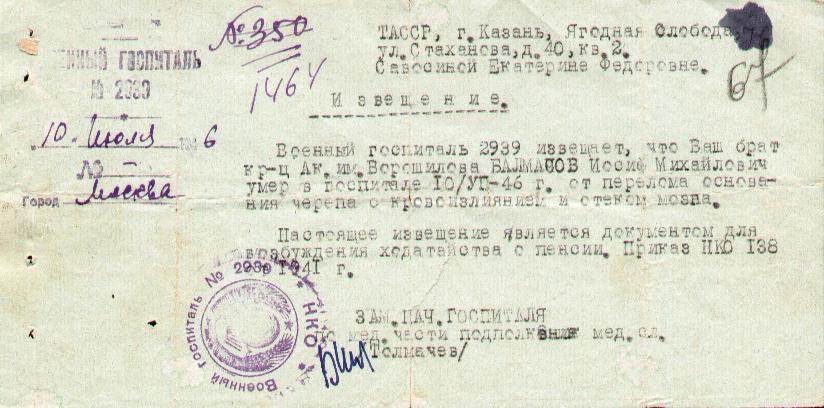 ВОЕННЫЙ ГОСПИТАЛЬ
№ 2939
"10" Июля 1946
№ —
Город Москва
№ 350
1464
ТАССР, г.Казань, Ягодная Слобода,
ул.Стаханова,д.40,кв.2.
Савосиной Екатерине Федоровне.
67
Извещение.
Военный госпиталь 2939 извещает, что Ваш брат
кр-ц Ак.им.Ворошилова БАЛМАСОВ Иосиф Михайлович
умер в госпитале 10/УП-46 г. от перелома основа-
ния черепа с кровоизлиянием и отеком мозга.
Настоящее извещение является документом для
возбуждения ходатайства о пенсии. Приказ НКО 138
1941 г.
ЗАМ.НАЧ.ГОСПИТАЛЯ
по мед.части подполковник мед.сл.
Толмачев/
Военный госпиталь № 2939 * НКО *